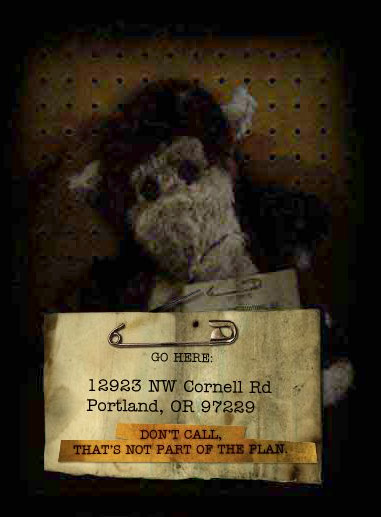 GO HERE:
12923 NW Cornell Rd
Portland, OR 97229
DON'T CALL,
THAT'S NOT PART OF THE PLAN.